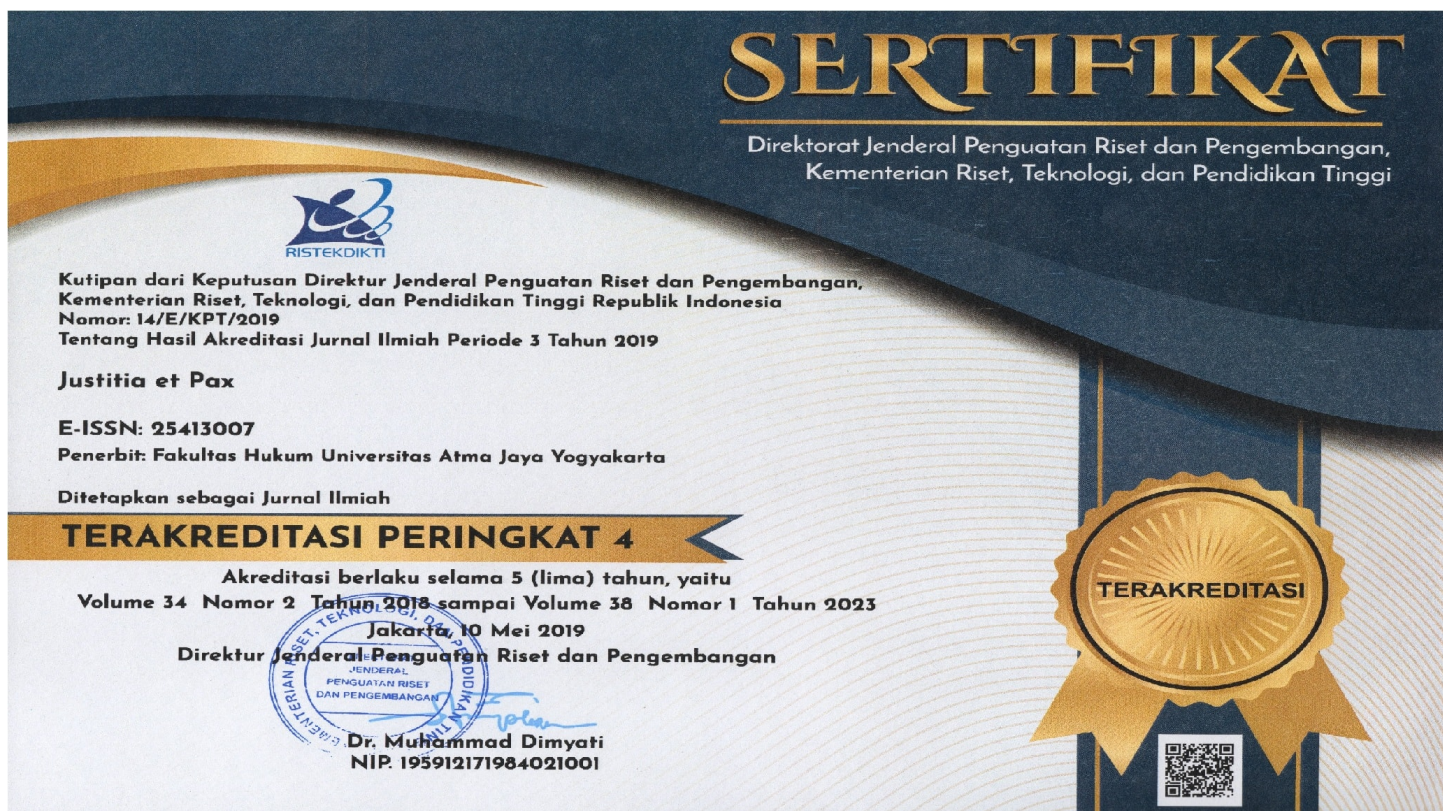 SERTIFIKAT
Direktorat Jenderal Penguatan Riset dan Pengembangan,
Kementerian Riset, Teknologi, dan Pendidikan Tinggi
RISTEKDIKTI
Kutipan dari Keputusan Direktur Jenderal Penguatan Riset dan Pengembangan,
Kementerian Riset, Teknologi, dan Pendidikan Tinggi Republik Indonesia
Nomor: 14/E/KPT/2019
Tentang Hasil Akreditasi Jurnal Ilmiah Periode 3 Tahun 2019
Justitia et Pax
E-ISSN: 25413007
Penerbit: Fakultas Hukum Universitas Atma Jaya Yogyakarta
Ditetapkan sebagai Jurnal Ilmiah
TERAKREDITASI PERINGKAT 4
Akreditasi berlaku selama 5 (lima) tahun, yaitu
Volume 34 Nomor 2 Tahun 2018 sampai Volume 38 Nomor 1 Tahun 2023
Jakarta, 10 Mei 2019
Direktur Jenderal Penguatan Riset dan Pengembangan
JENDERAL
PENGUATAN RISET
DAN PENGEMBANGAN
Dr. Muhammad Dimyati
NIP. 195912171984021001
TERAKREDITASI